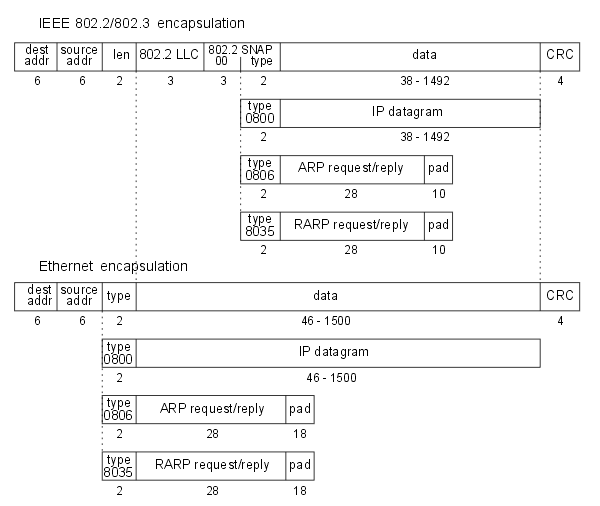 IEEE 802.2/802.3 encapsulation
dest source 802.2 SNAP
addr addr len 802.2 LLC 00 type data CRC
6 6 2 3 3 2 38 - 1492 4
type
0800 IP datagram
2 38 - 1492
type
0806 ARP request/reply pad
2 28 10
type
8035 RARP request/reply pad
2 28 10
Ethernet encapsulation
dest source
addr addr type data CRC
6 6 2 46 - 1500 4
type
0800 IP datagram
2 46 - 1500
type
0806 ARP request/reply pad
2 28 18
type
8035 RARP request/reply pad
2 28 18